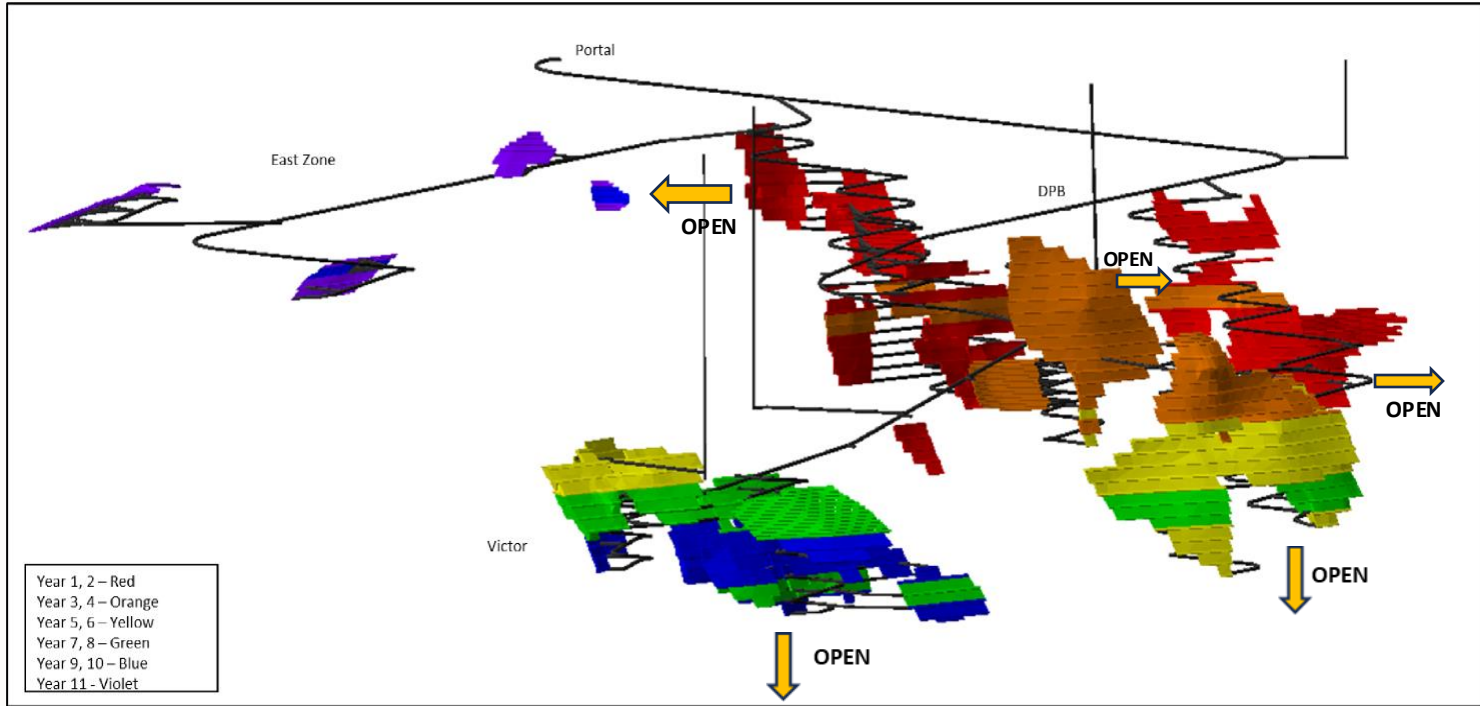 Portal
East Zone
DPB
OPEN
OPEN
OPEN
Victor
OPEN
OPEN
Year 1, 2 – Red
Year 3, 4 – Orange
Year 5, 6 – Yellow
Year 7, 8 – Green
Year 9, 10 – Blue
Year 11 - Violet